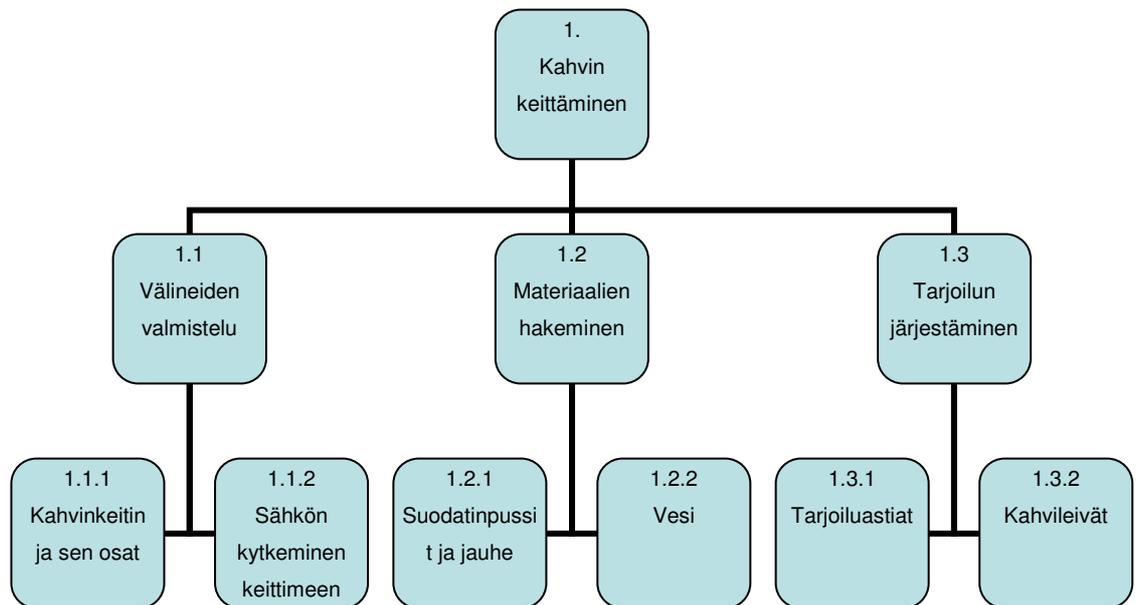 1.
Kahvin
keittäminen
1.1
Välineiden
valmistelu
1.2
Materiaalien
hakeminen
1.3
Tarjoilun
järjestäminen
1.1.1
Kahvinkeitin
ja sen osat
1.1.2
Sähkön
kytkeminen
keittimeen
1.2.1
Suodatinpussi
t ja jauhe
1.2.2
Vesi
1.3.1
Tarjoiluastiat
1.3.2
Kahvileivät